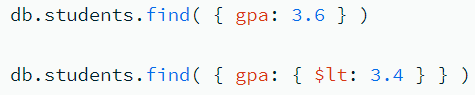 db.students.find( { gpa: 3.6 } )
db.students.find( { gpa: { $lt: 3.4 } } )